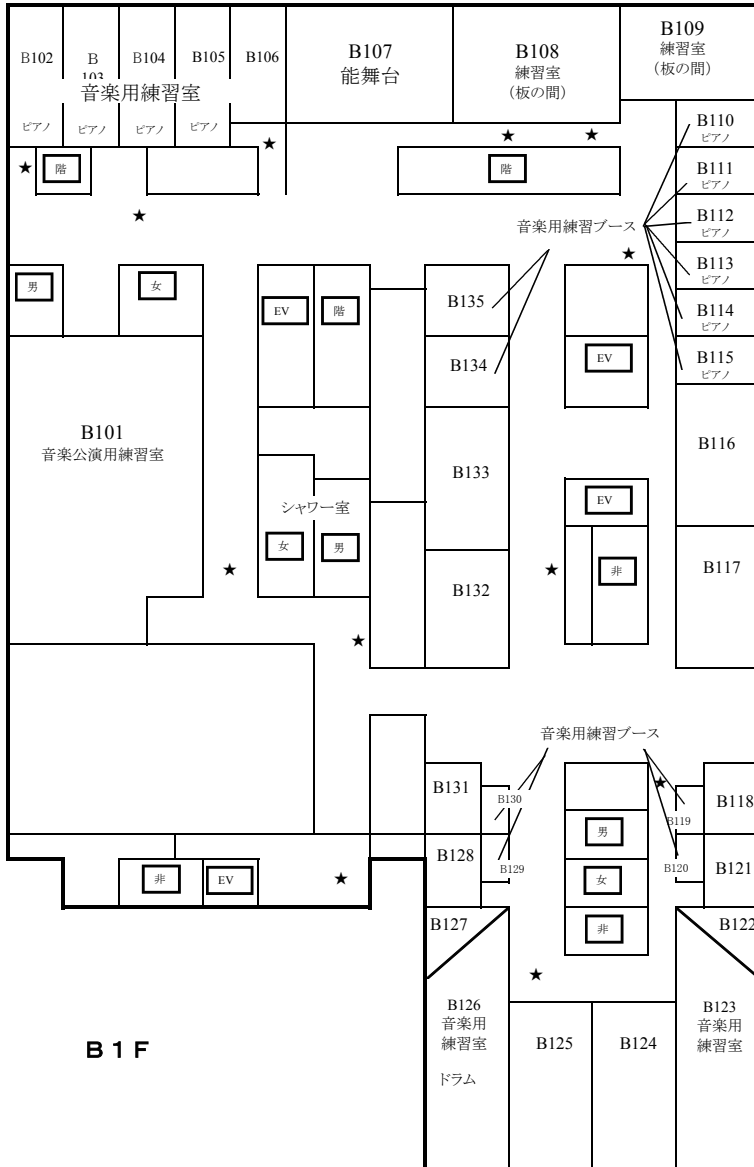 B102
B
103
B104
B105
B106
音楽用練習室
ピアノ
ピアノ
ピアノ
ピアノ
B107
能舞台
B108
練習室
(板の間)
B109
練習室
(板の間)
★
階
★
★
階
★
★
B110
ピアノ
B111
ピアノ
B112
ピアノ
B113
ピアノ
B114
ピアノ
B115
ピアノ
音楽用練習ブース
★
男
女
EV
階
B135
B134
EV
B101
音楽公演用練習室
B133
B116
シャワー室
女
男
EV
★
B132
★
非
B117
★
音楽用練習ブース
B131
B130
★
B119
B118
男
B128
B129
女
B120
B121
非
EV
★
B127
非
B122
★
B126
音楽用
練習室
ドラム
B125
B124
B123
音楽用
練習室
B1F